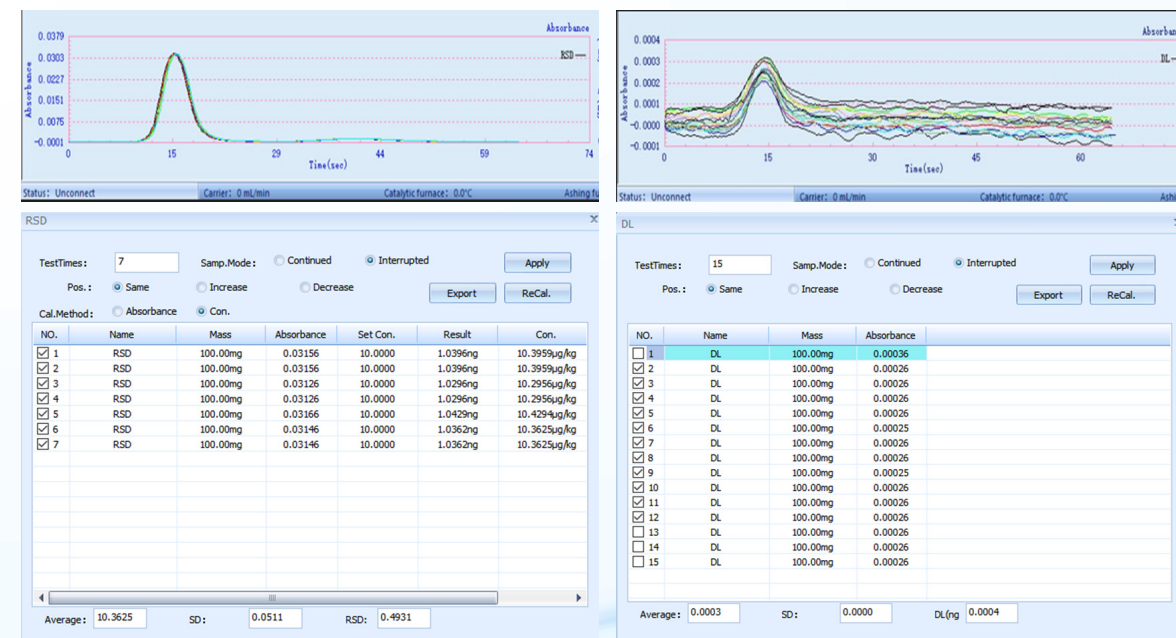 Absorbance
RSD
0.0379
0.0303
0.0227
0.0151
0.0075
-0.0001
Absorbance
0 15 29 44 59 74
Time(sec)
Status: Unconnect Carrier: 0 mL/min Catalytic furnace: 0.0°C Ashing fu
RSD
TestTimes: 7 Samp.Mode: Continued Interrupted Apply
Pos.: Same Increase Decrease Export ReCal.
Cal.Method: Absorbance Con.
NO. Name Mass Absorbance Set Con. Result Con.
1 RSD 100.00mg 0.03156 10.0000 1.0396ng 10.3959µg/kg
2 RSD 100.00mg 0.03156 10.0000 1.0396ng 10.3959µg/kg
3 RSD 100.00mg 0.03126 10.0000 1.0296ng 10.2956µg/kg
4 RSD 100.00mg 0.03126 10.0000 1.0296ng 10.2956µg/kg
5 RSD 100.00mg 0.03166 10.0000 1.0429ng 10.4294µg/kg
6 RSD 100.00mg 0.03146 10.0000 1.0362ng 10.3625µg/kg
7 RSD 100.00mg 0.03146 10.0000 1.0362ng 10.3625µg/kg
Average: 10.3625 SD: 0.0511 RSD: 0.4931
Absorban
DL
0.0004
0.0003
0.0002
0.0001
-0.0000
-0.0001
Absorbance
0 15 30 45 60
Time(sec)
Status: Unconnect Carrier: 0 mL/min Catalytic furnace: 0.0°C Ashi
DL
TestTimes: 15 Samp.Mode: Continued Interrupted Apply
Pos.: Same Increase Decrease Export ReCal.
NO. Name Mass Absorbance
1 DL 100.00mg 0.00036
2 DL 100.00mg 0.00026
3 DL 100.00mg 0.00026
4 DL 100.00mg 0.00026
5 DL 100.00mg 0.00026
6 DL 100.00mg 0.00025
7 DL 100.00mg 0.00026
8 DL 100.00mg 0.00026
9 DL 100.00mg 0.00025
10 DL 100.00mg 0.00026
11 DL 100.00mg 0.00026
12 DL 100.00mg 0.00026
13 DL 100.00mg 0.00026
14 DL 100.00mg 0.00026
15 DL 100.00mg 0.00026
Average: 0.0003 SD: 0.0000 DL(ng 0.0004